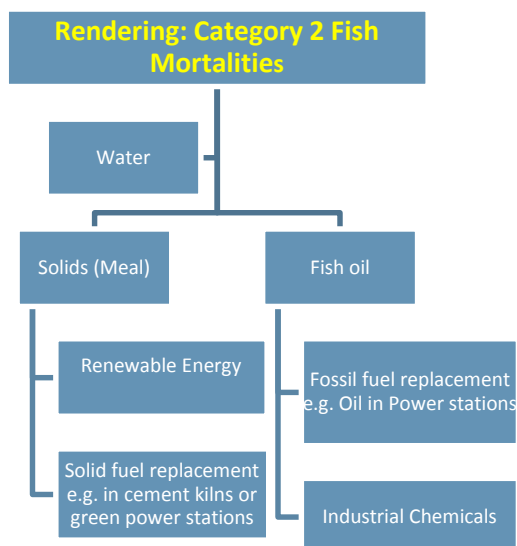 Rendering: Category 2 Fish
Mortalities
Water
Solids (Meal)
Fish oil
Renewable Energy
Fossil fuel replacement
e.g. Oil in Power stations
Solid fuel replacement
e.g. in cement kilns or
green power stations
Industrial Chemicals